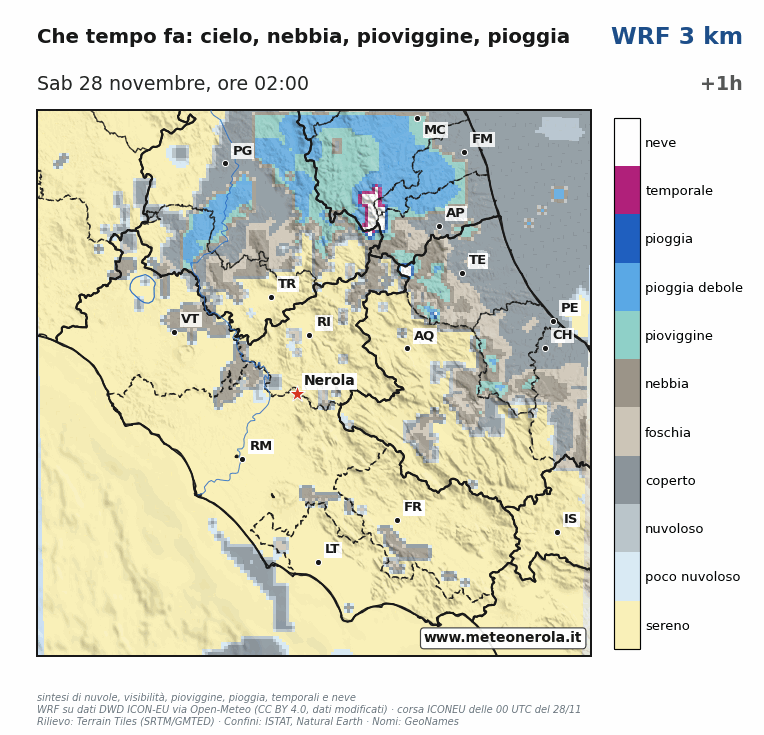 Che tempo fa: cielo, nebbia, pioviggine, pioggia
WRF 3 km
Sab 28 novembre, ore 02:00
+1h
MC
FM
PG
AP
TE
TR
PE
VT
RI
AQ
CH
Nerola
RM
FR
IS
LT
www.meteonerola.it
neve
temporale
pioggia
pioggia debole
pioviggine
nebbia
foschia
coperto
nuvoloso
poco nuvoloso
sereno
sintesi di nuvole, visibilità, pioviggine, pioggia, temporali e neve
WRF su dati DWD ICON-EU via Open-Meteo (CC BY 4.0, dati modificati) · corsa ICONEU delle 00 UTC del 28/11
Rilievo: Terrain Tiles (SRTM/GMTED) · Confini: ISTAT, Natural Earth · Nomi: GeoNames